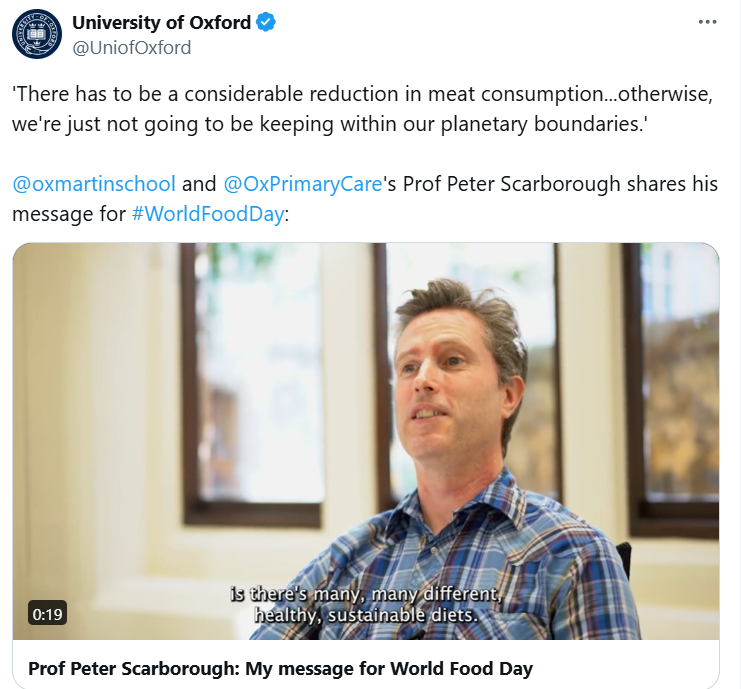 University of Oxford
@UniofOxford
'There has to be a considerable reduction in meat consumption...otherwise,
we're just not going to be keeping within our planetary boundaries.'
@oxmartinschool and @OxPrimaryCare's Prof Peter Scarborough shares his
message for #WorldFoodDay:
is there's many, many different,
healthy, sustainable diets.
0:19
Prof Peter Scarborough: My message for World Food Day